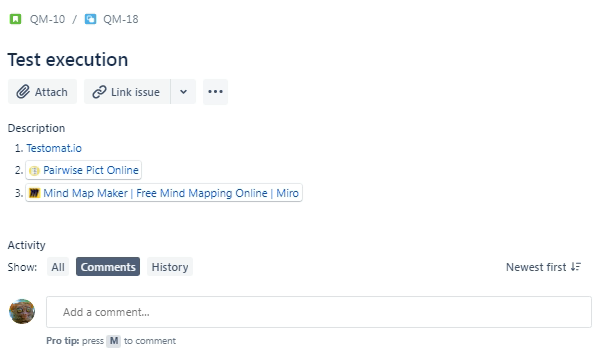 QM-10 / QM-18
Test execution
Attach Link issue
Description
1. Testomat.io
2. Pairwise Pict Online
3. Mind Map Maker | Free Mind Mapping Online | Miro
Activity
Show: All Comments History Newest first
Add a comment...
Pro tip: press M to comment